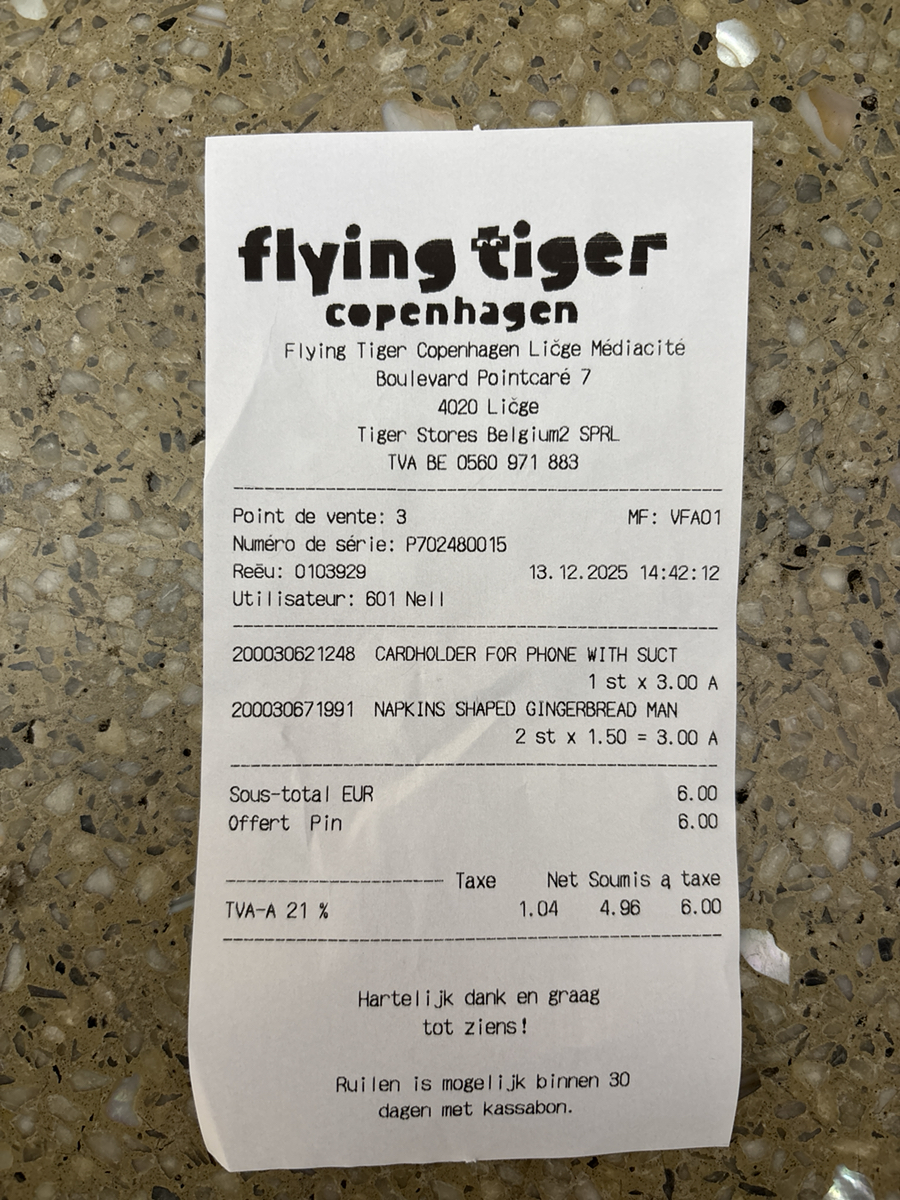 flying tiger
copenhagen
Flying Tiger Copenhagen Ličge Médiacité
Boulevard Pointcaré 7
4020 Ličge
Tiger Stores Belgium2 SPRL
TVA BE 0560 971 883
Point de vente: 3 MF: VFA01
Numéro de série: P702480015
Reëu: 0103929 13.12.2025 14:42:12
Utilisateur: 601 Nell
200030621248 CARDHOLDER FOR PHONE WITH SUCT
1 st x 3.00 A
200030671991 NAPKINS SHAPED GINGERBREAD MAN
2 st x 1.50 = 3.00 A
Sous-total EUR 6.00
Offert Pin 6.00
Taxe Net Soumis ą taxe
TVA-A 21 % 1.04 4.96 6.00
Hartelijk dank en graag
tot ziens!
Ruilen is mogelijk binnen 30
dagen met kassabon.